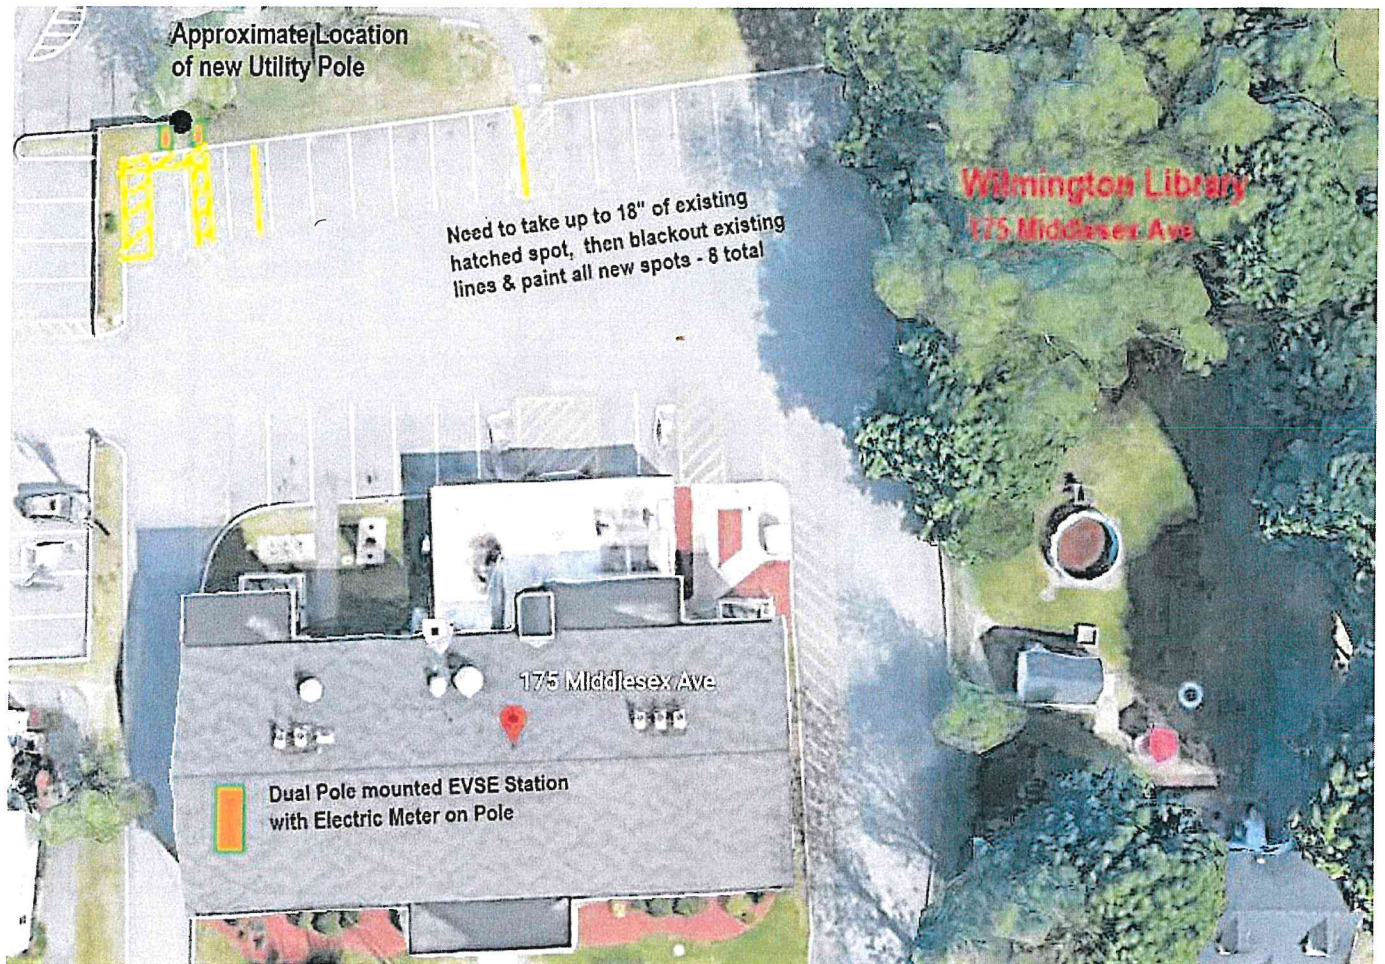 Approximate Location
of new Utility Pole
Wilmington Library
175 Middlesex Ave
Need to take up to 18" of existing
hatched spot, then blackout existing
lines & paint all new spots - 8 total
175 Middlesex Ave
Dual Pole mounted EVSE Station
with Electric Meter on Pole